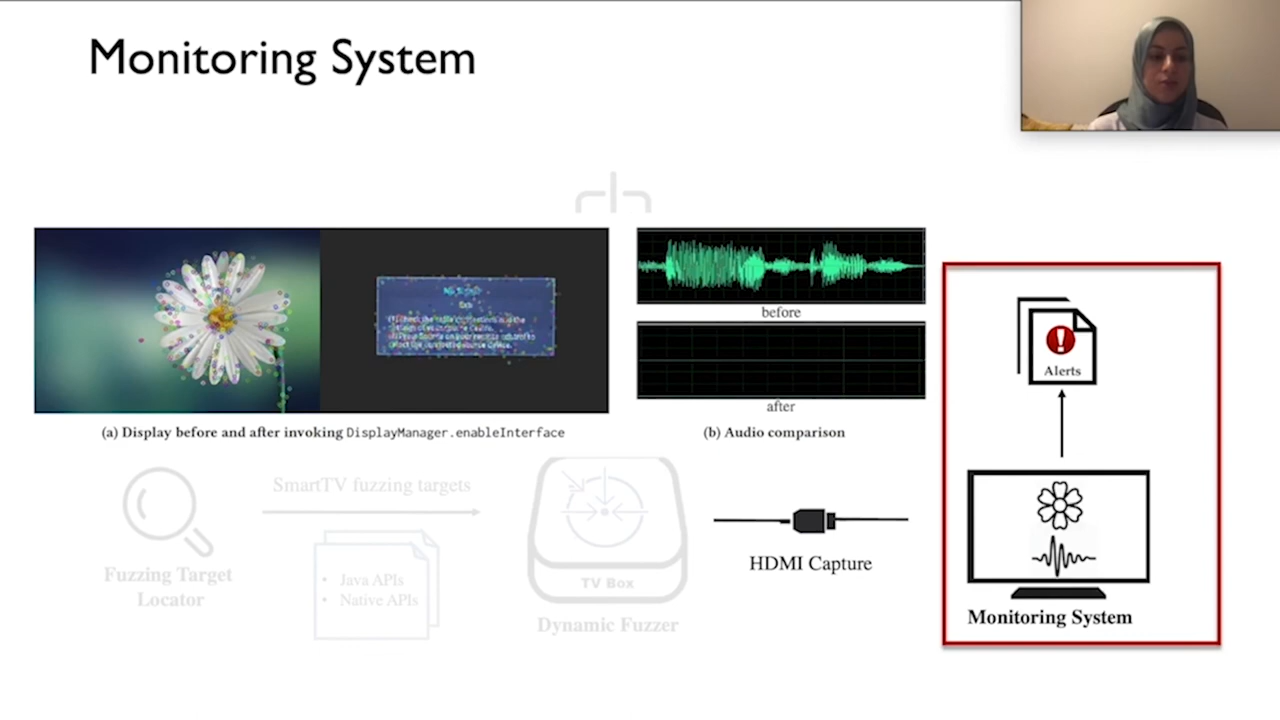 Monitoring System
before
after
(a) Display before and after invoking DisplayManager.enableInterface
(b) Audio comparison
SmartTV fuzzing targets
Fuzzing Target
Locator
• Java APIs
• Native APIs
TV Box
Dynamic Fuzzer
HDMI Capture
Alerts
Monitoring System